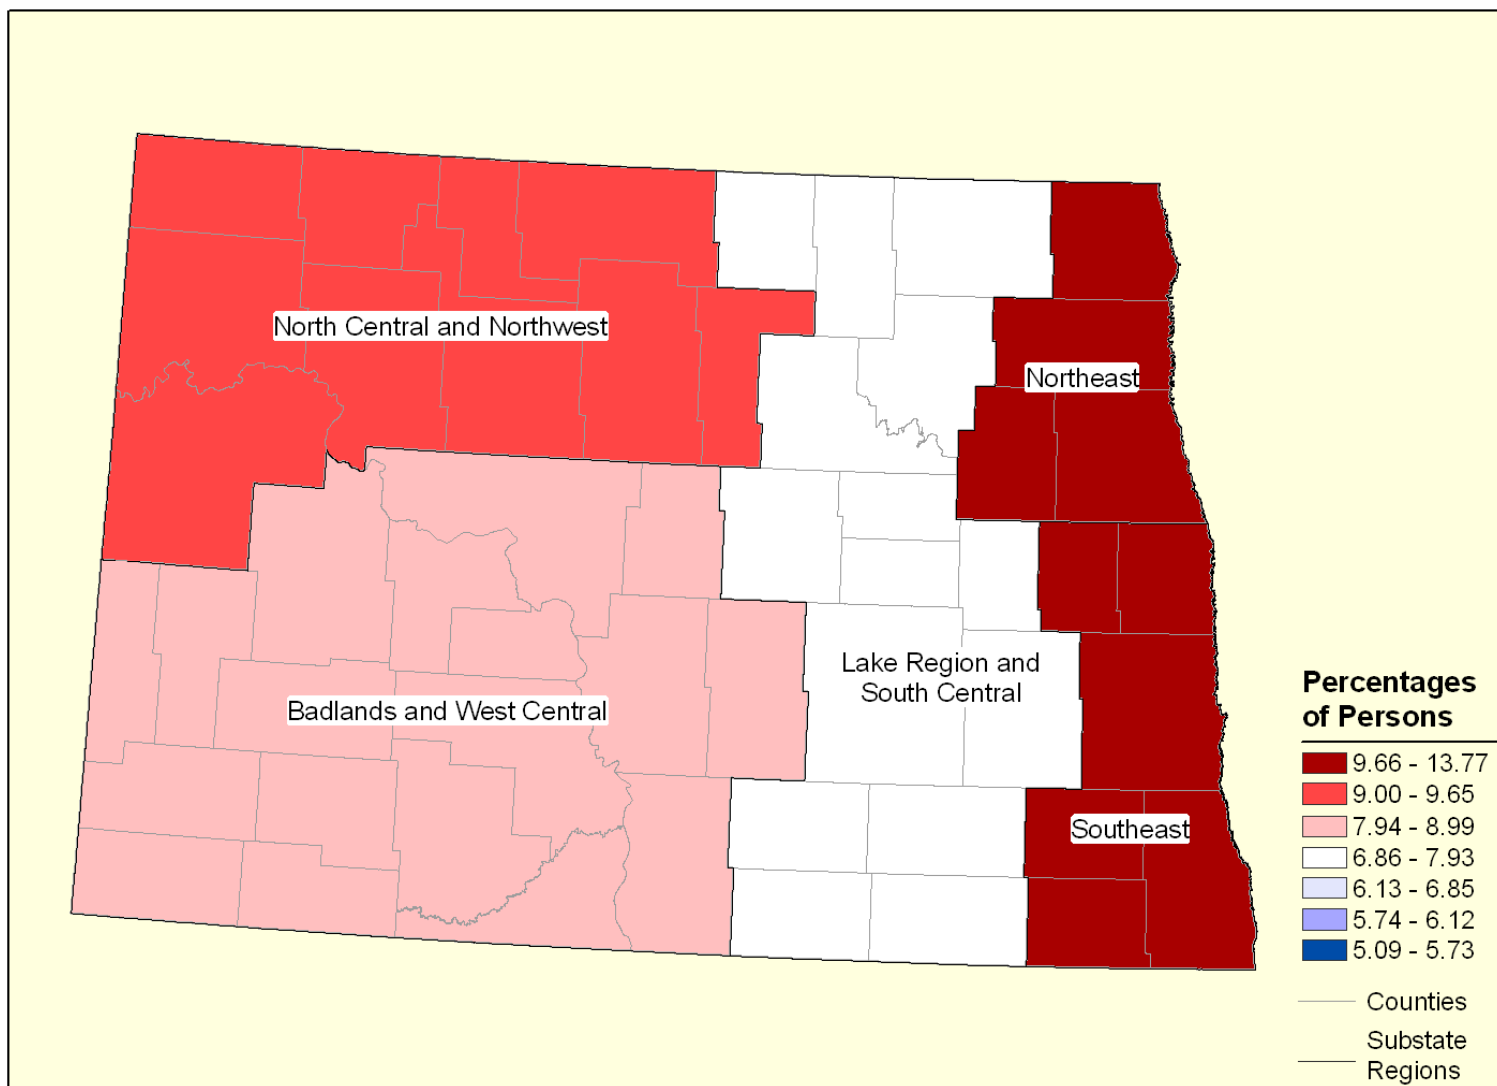 North Central and Northwest
Northeast
Lake Region and
South Central
Badlands and West Central
Southeast
Percentages
of Persons
9.66 - 13.77
9.00 - 9.65
7.94 - 8.99
6.86 - 7.93
6.13 - 6.85
5.74 - 6.12
5.09 - 5.73
Counties
Substate
Regions